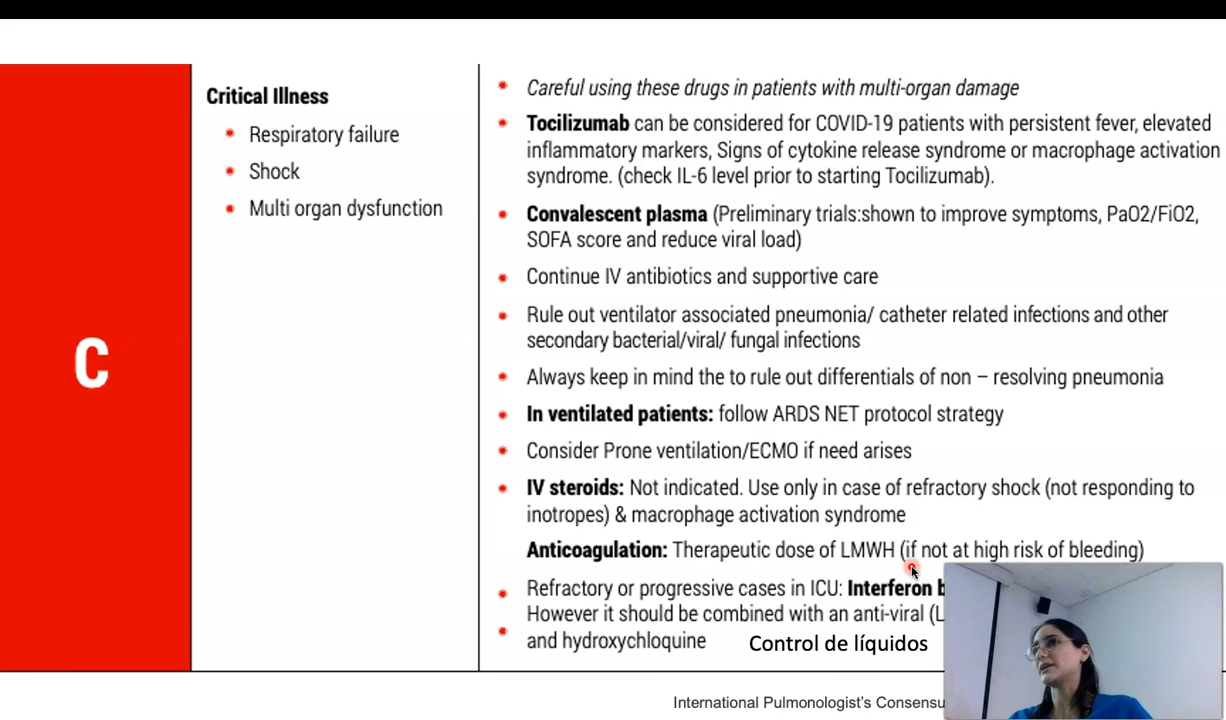 C
Critical Illness
Respiratory failure
Shock
Multi organ dysfunction
Careful using these drugs in patients with multi-organ damage
Tocilizumab can be considered for COVID-19 patients with persistent fever, elevated
inflammatory markers, Signs of cytokine release syndrome or macrophage activation
syndrome. (check IL-6 level prior to starting Tocilizumab).
Convalescent plasma (Preliminary trials:shown to improve symptoms, PaO2/FiO2,
SOFA score and reduce viral load)
Continue IV antibiotics and supportive care
Rule out ventilator associated pneumonia/ catheter related infections and other
secondary bacterial/viral/ fungal infections
Always keep in mind the to rule out differentials of non – resolving pneumonia
In ventilated patients: follow ARDS NET protocol strategy
Consider Prone ventilation/ECMO if need arises
IV steroids: Not indicated. Use only in case of refractory shock (not responding to
inotropes) & macrophage activation syndrome
Anticoagulation: Therapeutic dose of LMWH (if not at high risk of bleeding)
Refractory or progressive cases in ICU: Interferon
However it should be combined with an anti-viral
and hydroxychloquine
Control de líquidos
International Pulmonologist's